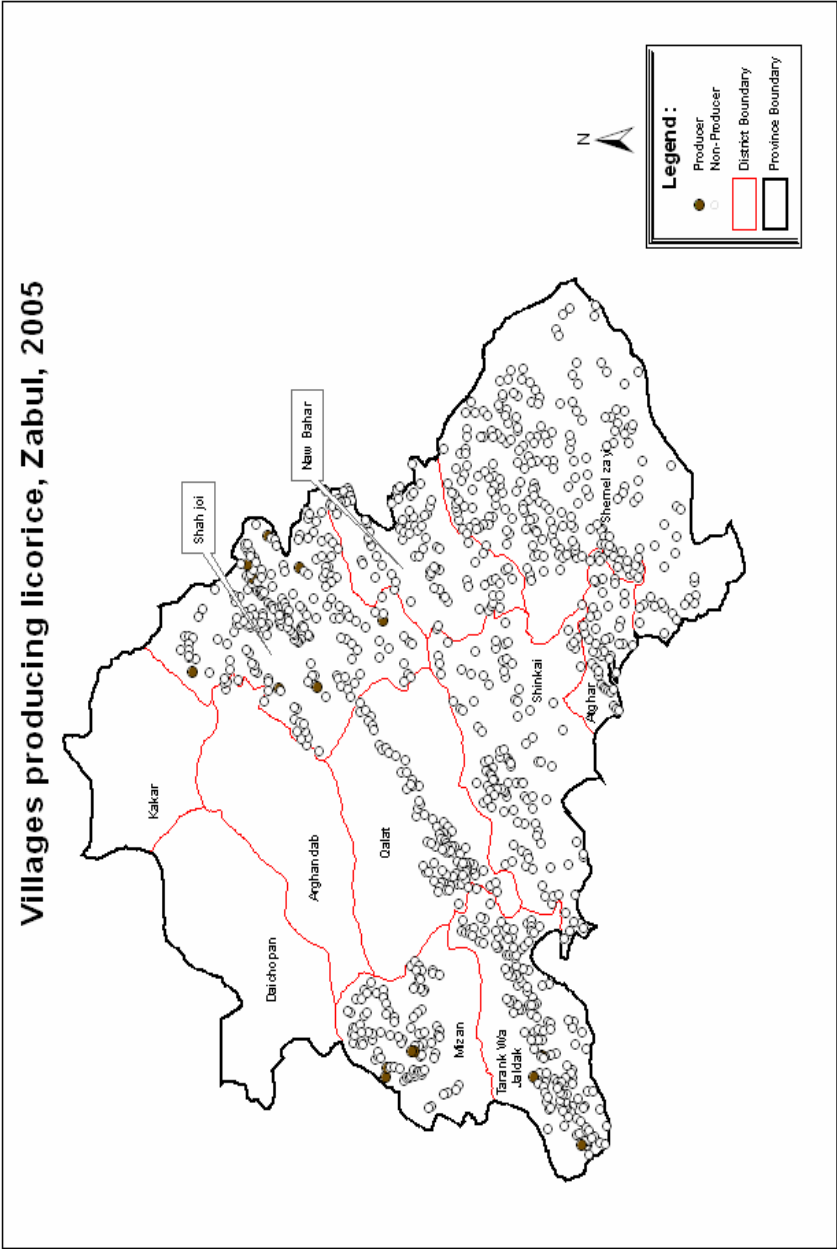 Villages producing licorice, Zabul, 2005
N
Legend:
Producer
Non-Producer
District Boundary
Province Boundary
Kakar
Shah joi
Naw Bahar
Daichopan
Arghandab
Qalat
Mizan
Tarank Wa
Jaldak
Shinkai
Atghar
Shemel zayi